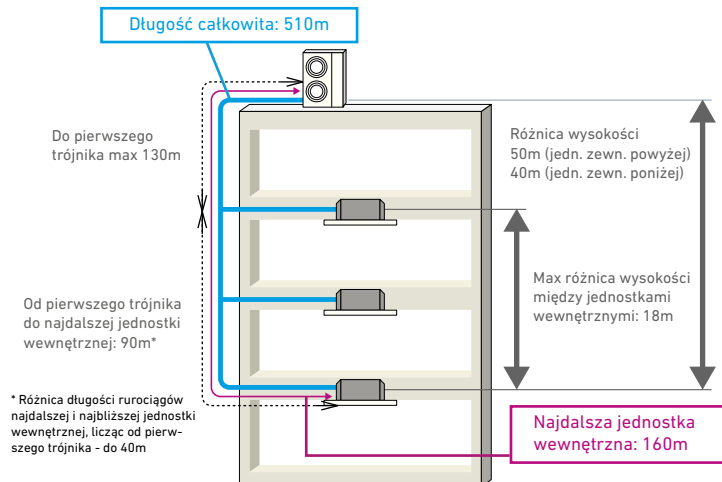 Długość całkowita: 510m
Do pierwszego
trójnika max 130m
Różnica wysokości
50m (jedn. zewn. powyżej)
40m (jedn. zewn. poniżej)
Max różnica wysokości
między jednostkami
wewnętrznymi: 18m
Od pierwszego trójnika
do najdalszej jednostki
wewnętrznej: 90m*
* Różnica długości rurociągów
najdalszej i najbliższej jednostki
wewnętrznej, licząc od pierw-
szego trójnika - do 40m
Najdalsza jednostka
wewnętrzna: 160m